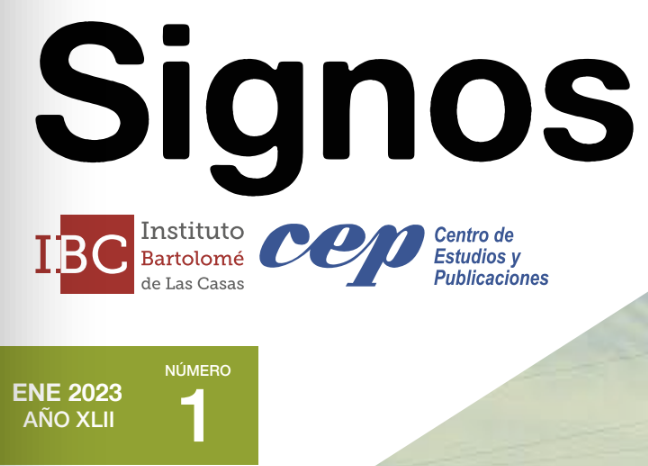 Signos
IBC
Instituto
Bartolomé
de Las Casas
cep
Centro de
Estudios y
Publicaciones
ENE 2023
AÑO XLII
NÚMERO
1